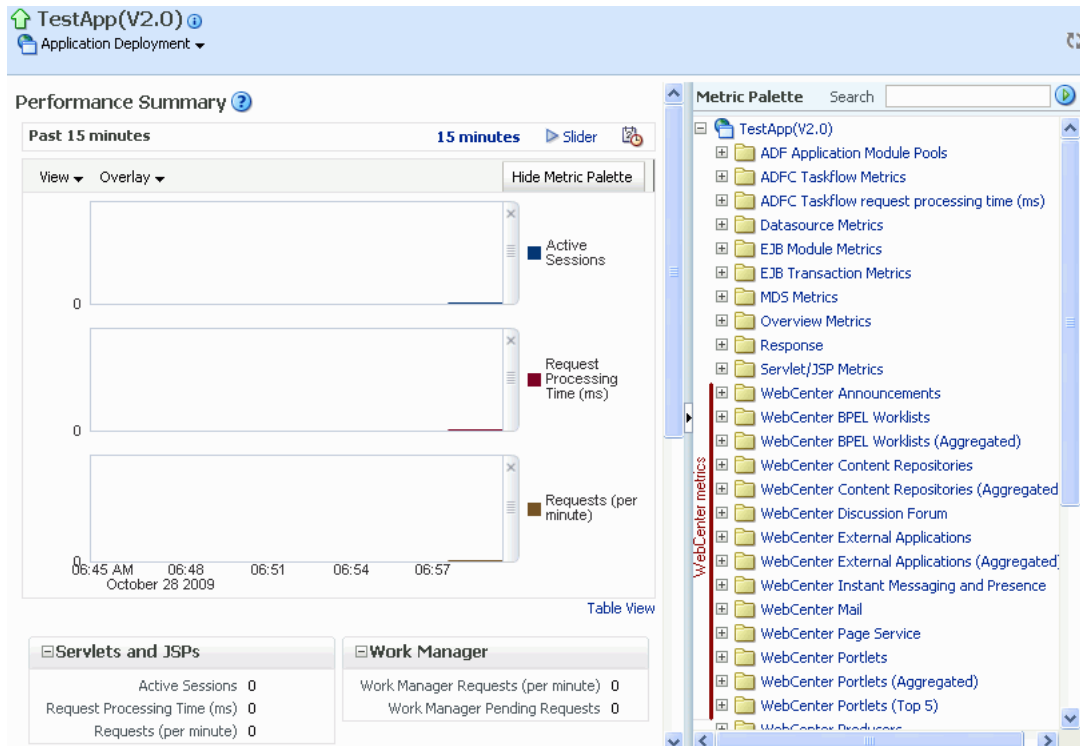 TestApp(V2.0)
Application Deployment
Performance Summary
Past 15 minutes
15 minutes
Slider
View
Overlay
Hide Metric Palette
0
Active
Sessions
0
Request
Processing
Time (ms)
0
Requests (per
minute)
06:45 AM
06:48
06:51
06:54
06:57
October 28 2009
Table View
Servlets and JSPs
Active Sessions 0
Request Processing Time (ms) 0
Requests (per minute) 0
Work Manager
Work Manager Requests (per minute) 0
Work Manager Pending Requests 0
Metric Palette
Search
TestApp(V2.0)
ADF Application Module Pools
ADFC Taskflow Metrics
ADFC Taskflow request processing time (ms)
Datasource Metrics
EJB Module Metrics
EJB Transaction Metrics
MDS Metrics
Overview Metrics
Response
Servlet/JSP Metrics
WebCenter metrics
WebCenter Announcements
WebCenter BPEL Worklists
WebCenter BPEL Worklists (Aggregated)
WebCenter Content Repositories
WebCenter Content Repositories (Aggregated
WebCenter Discussion Forum
WebCenter External Applications
WebCenter External Applications (Aggregated)
WebCenter Instant Messaging and Presence
WebCenter Mail
WebCenter Page Service
WebCenter Portlets
WebCenter Portlets (Aggregated)
WebCenter Portlets (Top 5)
WebCenter Producers